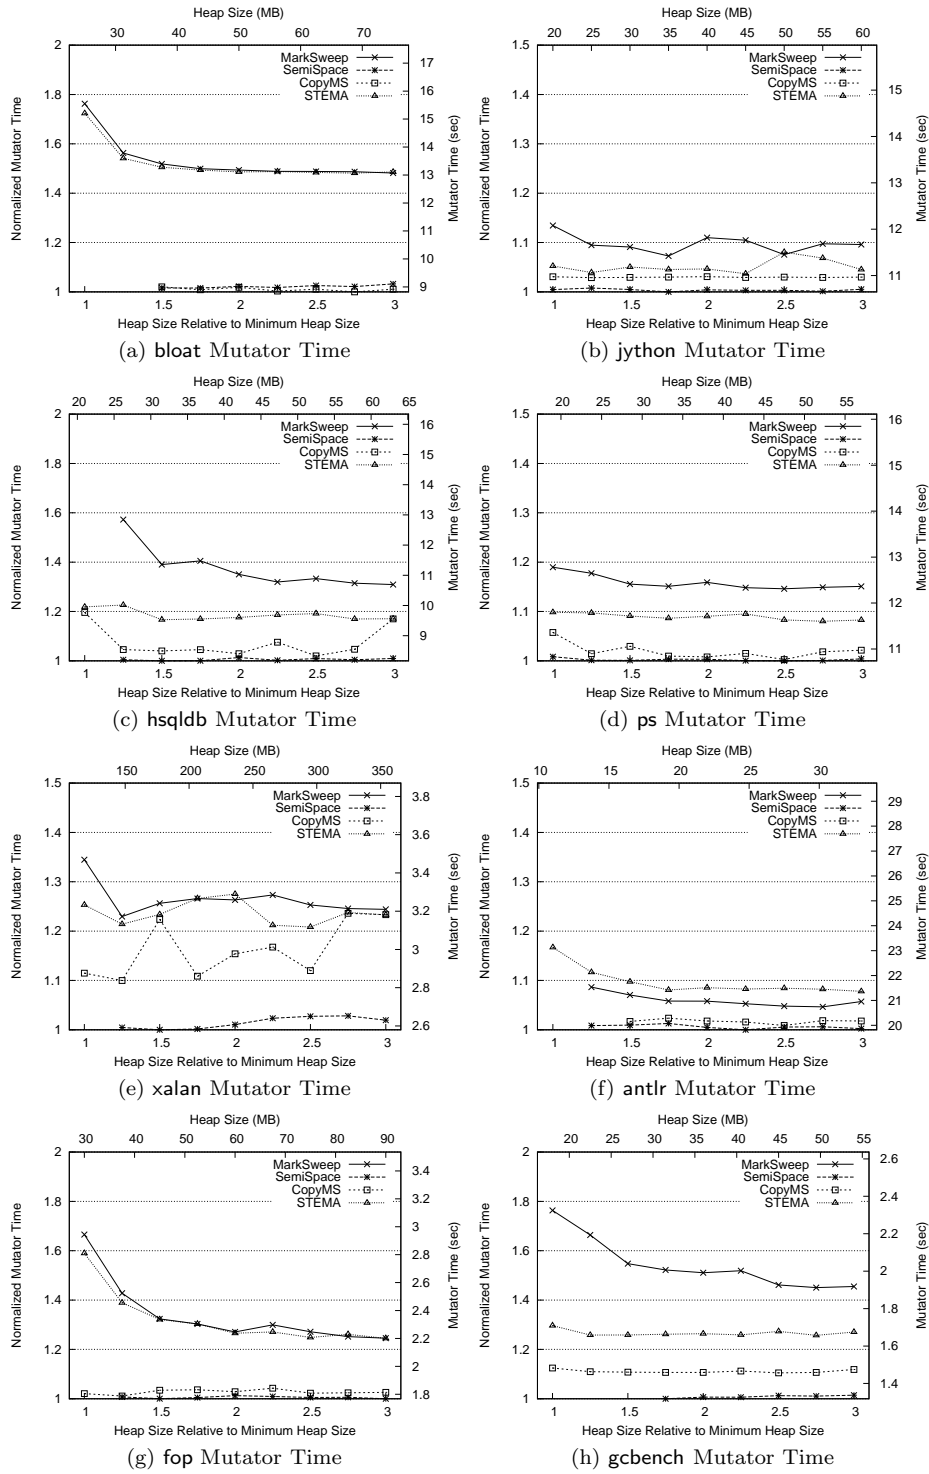 Heap Size (MB)
30 40 50 60 70
2
1.8
1.6
1.4
1.2
1
Normalized Mutator Time
MarkSweep
SemiSpace
CopyMS
STEMA
17
16
15
14
13
12
11
10
9
Mutator Time (sec)
1 1.5 2 2.5 3
Heap Size Relative to Minimum Heap Size
(a) bloat Mutator Time
Heap Size (MB)
20 25 30 35 40 45 50 55 60
1.5
1.4
1.3
1.2
1.1
1
Normalized Mutator Time
MarkSweep
SemiSpace
CopyMS
STEMA
15
14
13
12
11
Mutator Time (sec)
1 1.5 2 2.5 3
Heap Size Relative to Minimum Heap Size
(b) jython Mutator Time
Heap Size (MB)
20 25 30 35 40 45 50 55 60 65
2
1.8
1.6
1.4
1.2
1
Normalized Mutator Time
MarkSweep
SemiSpace
CopyMS
STEMA
16
15
14
13
12
11
10
9
Mutator Time (sec)
1 1.5 2 2.5 3
Heap Size Relative to Minimum Heap Size
(c) hsqldb Mutator Time
Heap Size (MB)
20 25 30 35 40 45 50 55
1.5
1.4
1.3
1.2
1.1
1
Normalized Mutator Time
MarkSweep
SemiSpace
CopyMS
STEMA
16
15
14
13
12
11
Mutator Time (sec)
1 1.5 2 2.5 3
Heap Size Relative to Minimum Heap Size
(d) ps Mutator Time
Heap Size (MB)
150 200 250 300 350
1.5
1.4
1.3
1.2
1.1
1
Normalized Mutator Time
MarkSweep
SemiSpace
CopyMS
STEMA
3.8
3.6
3.4
3.2
3
2.8
2.6
Mutator Time (sec)
1 1.5 2 2.5 3
Heap Size Relative to Minimum Heap Size
(e) xalan Mutator Time
Heap Size (MB)
10 15 20 25 30
1.5
1.4
1.3
1.2
1.1
1
Normalized Mutator Time
MarkSweep
SemiSpace
CopyMS
STEMA
29
28
27
26
25
24
23
22
21
20
Mutator Time (sec)
1 1.5 2 2.5 3
Heap Size Relative to Minimum Heap Size
(f) antlr Mutator Time
Heap Size (MB)
30 40 50 60 70 80 90
2
1.8
1.6
1.4
1.2
1
Normalized Mutator Time
MarkSweep
SemiSpace
CopyMS
STEMA
3.4
3.2
3
2.8
2.6
2.4
2.2
2
1.8
Mutator Time (sec)
1 1.5 2 2.5 3
Heap Size Relative to Minimum Heap Size
(g) fop Mutator Time
Heap Size (MB)
20 25 30 35 40 45 50 55
2
1.8
1.6
1.4
1.2
1
Normalized Mutator Time
MarkSweep
SemiSpace
CopyMS
STEMA
2.6
2.4
2.2
2
1.8
1.6
1.4
Mutator Time (sec)
1 1.5 2 2.5 3
Heap Size Relative to Minimum Heap Size
(h) gcbench Mutator Time